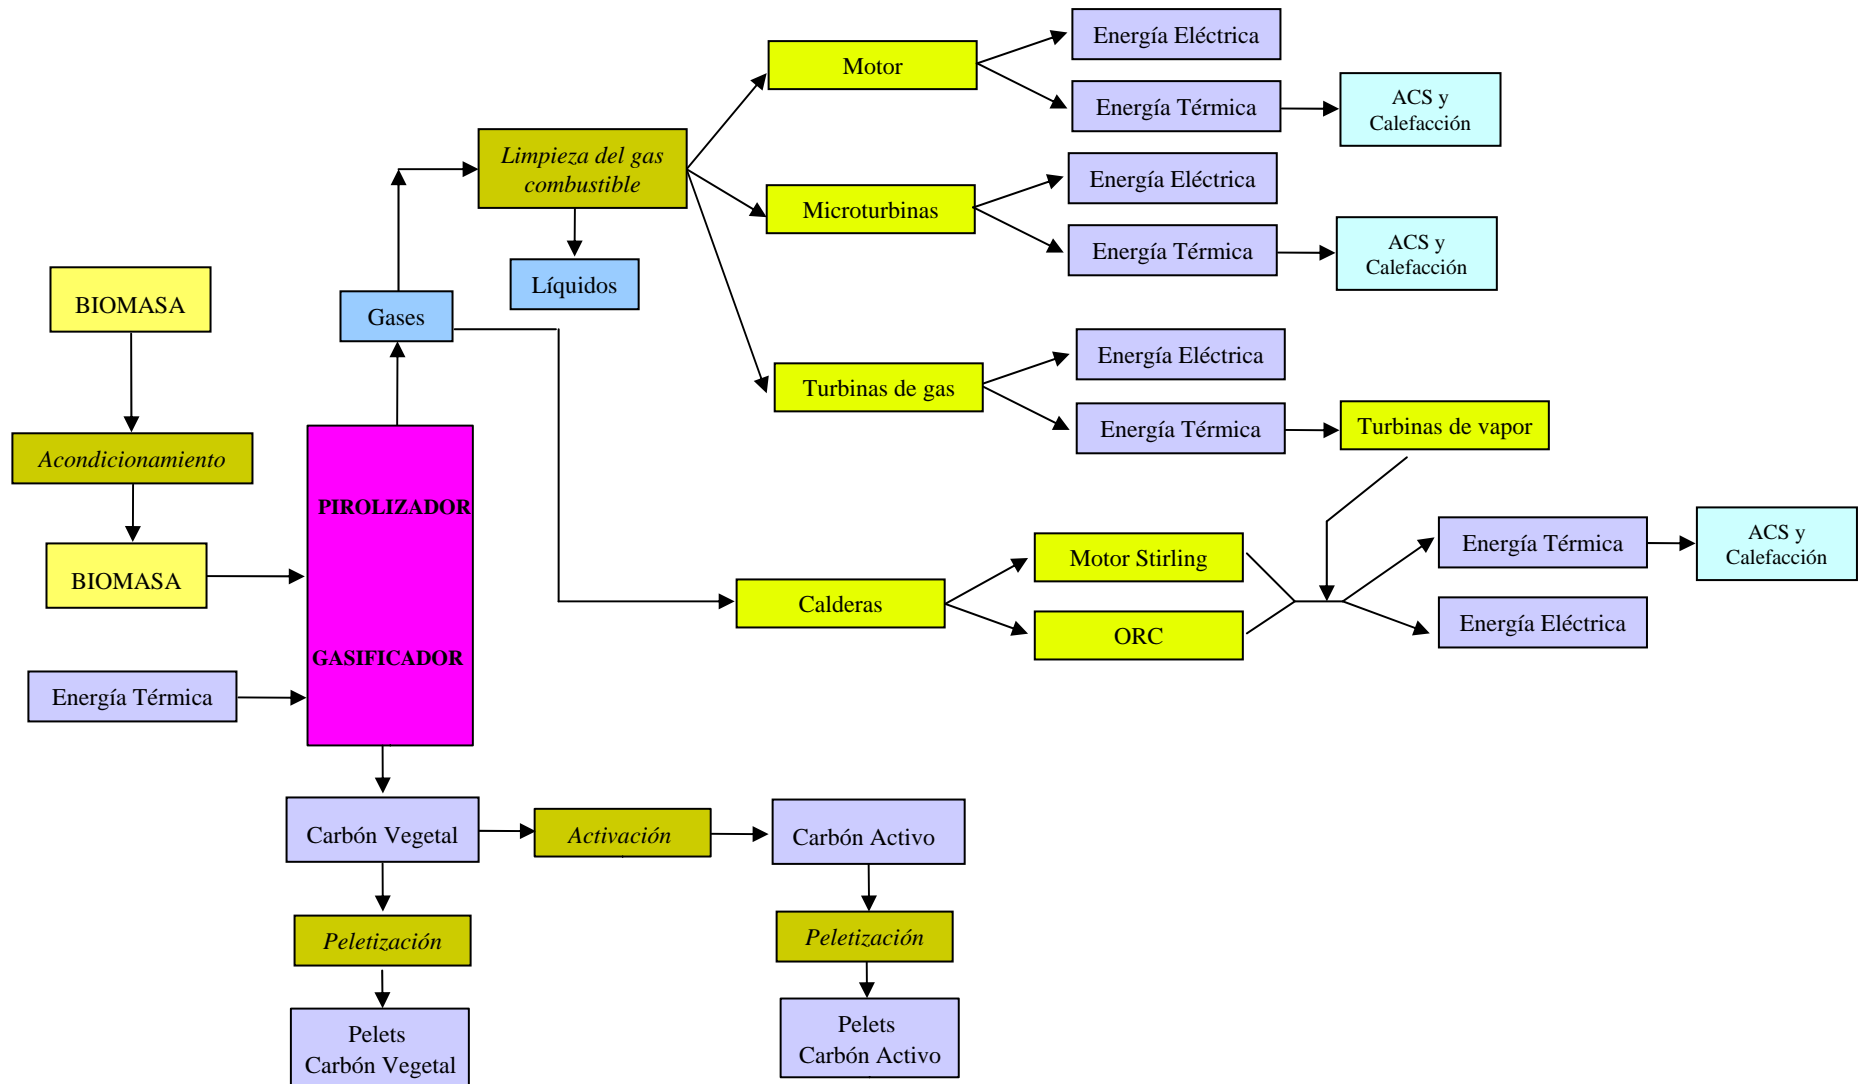 Energía Eléctrica
Motor
Energía Térmica
ACS y
Calefacción
Limpieza del gas
combustible
Energía Eléctrica
Microturbinas
Energía Térmica
ACS y
Calefacción
Líquidos
BIOMASA
Gases
Energía Eléctrica
Turbinas de gas
Energía Térmica
Turbinas de vapor
Acondicionamiento
PIROLIZADOR
BIOMASA
GASIFICADOR
Energía Térmica
Motor Stirling
Calderas
ORC
Energía Térmica
ACS y
Calefacción
Energía Eléctrica
Carbón Vegetal
Activación
Carbón Activo
Peletización
Peletización
Pelets
Carbón Vegetal
Pelets
Carbón Activo